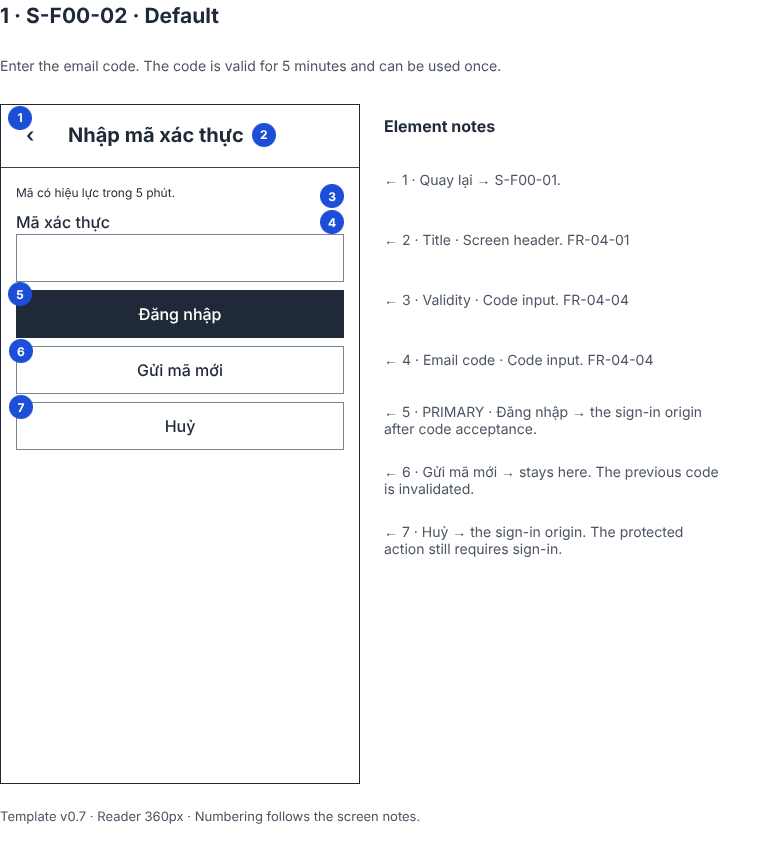 1 · S-F00-02 · Default
Enter the email code. The code is valid for 5 minutes and can be used once.
1
‹ Nhập mã xác thực 2
Mã có hiệu lực trong 5 phút. 3
Mã xác thực 4
5
Đăng nhập
6
Gửi mã mới
7
Huỷ
Element notes
← 1 · Quay lại → S-F00-01.
← 2 · Title · Screen header. FR-04-01
← 3 · Validity · Code input. FR-04-04
← 4 · Email code · Code input. FR-04-04
← 5 · PRIMARY · Đăng nhập → the sign-in origin
after code acceptance.
← 6 · Gửi mã mới → stays here. The previous code
is invalidated.
← 7 · Huỷ → the sign-in origin. The protected
action still requires sign-in.
Template v0.7 · Reader 360px · Numbering follows the screen notes.